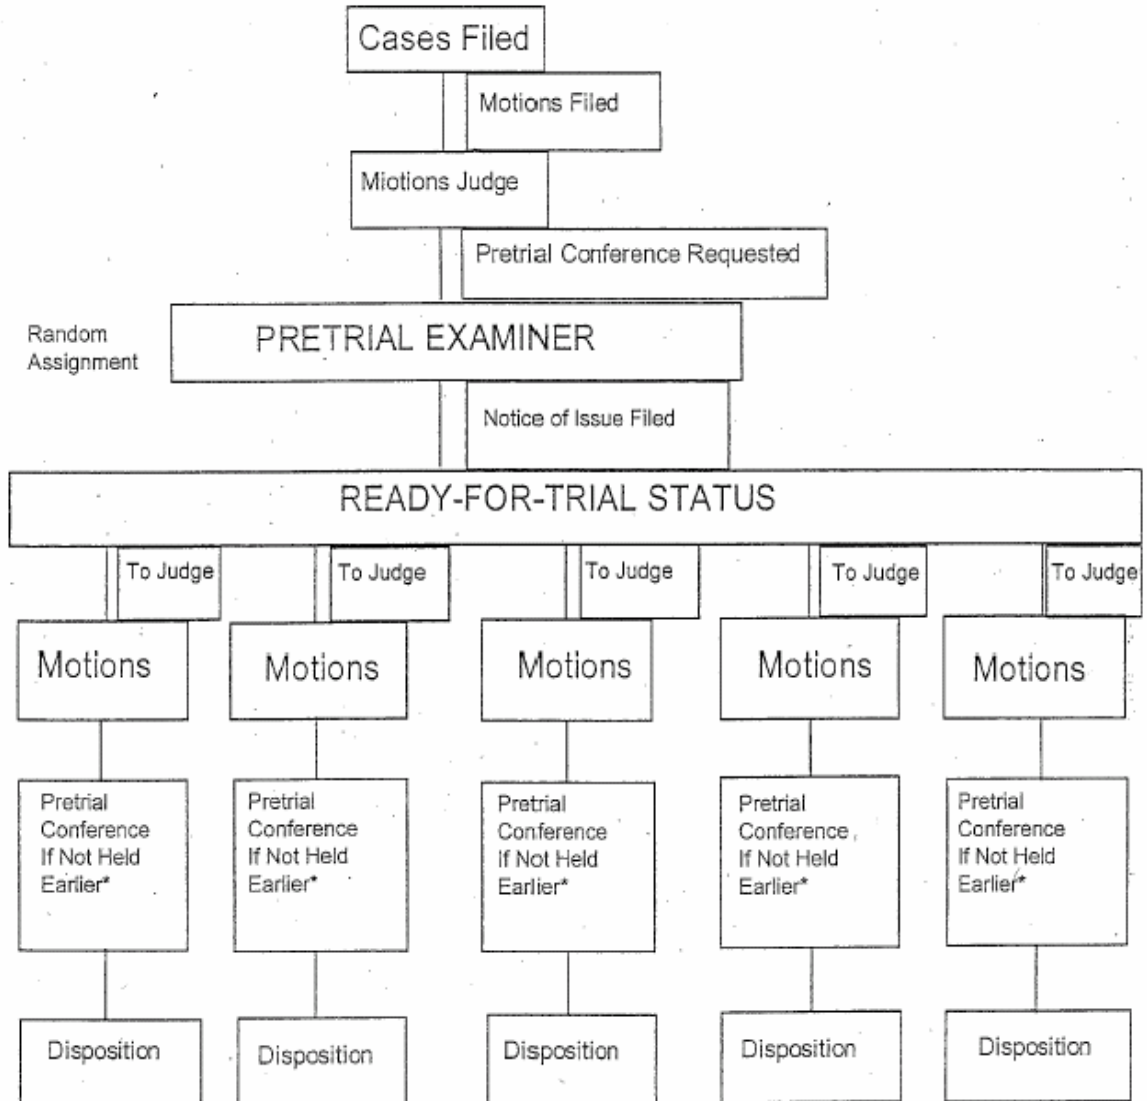 Cases Filed
Motions Filed
Miotions Judge
Pretrial Conference Requested
Random
Assignment
PRETRIAL EXAMINER
Notice of Issue Filed
READY-FOR-TRIAL STATUS
To Judge
To Judge
To Judge
To Judge
To Judge
Motions
Motions
Motions
Motions
Motions
Pretrial
Conference
If Not Held
Earlier*
Pretrial
Conference
If Not Held
Earlier*
Pretrial
Conference
If Not Held
Earlier*
Pretrial
Conference
If Not Held
Earlier*
Pretrial
Conference
If Not Held
Earlier*
Disposition
Disposition
Disposition
Disposition
Disposition